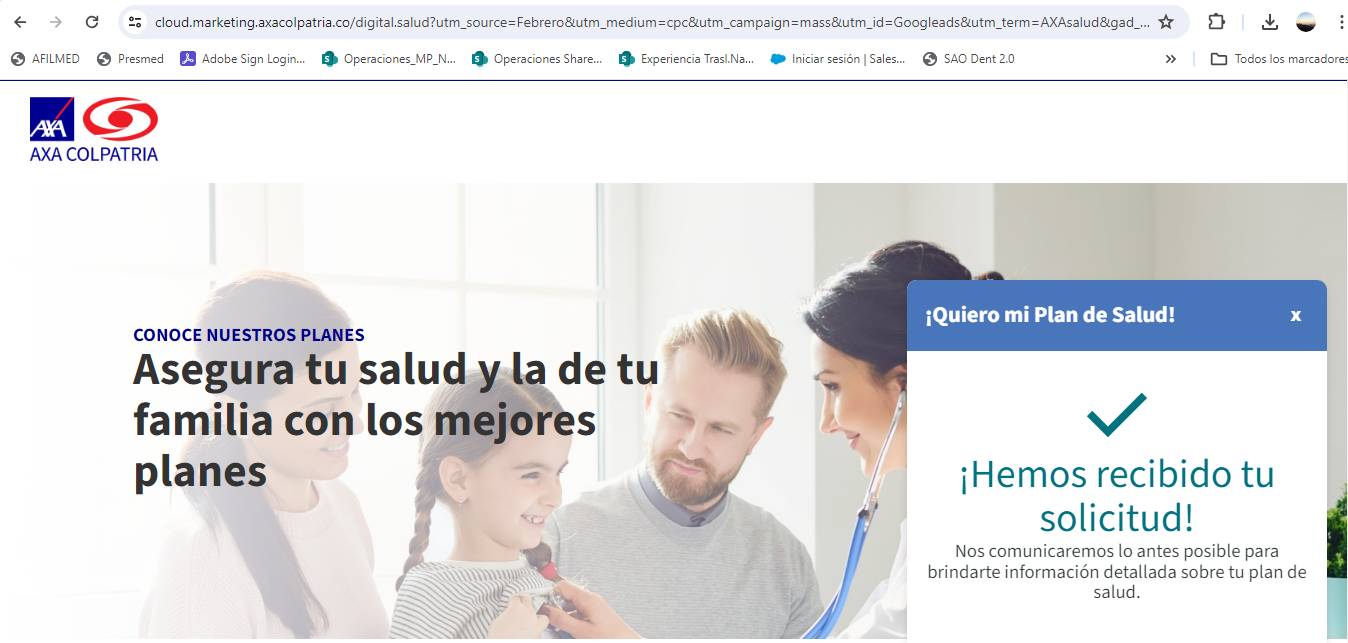 cloud.marketing.axacolpatria.co/digital.salud?utm_source=Febrero&utm_medium=cpc&utm_campaign=mass&utm_id=Googleads&utm_term=AXAsalud&gad_...
AFILMED Presmed Adobe Sign Login... Operaciones_MP_N... Operaciones Share... Experiencia Trasl.Na... Iniciar sesión | Sales... SAO Dent 2.0 » Todos los marcadores
AXA
AXA COLPATRIA
CONOCE NUESTROS PLANES
Asegura tu salud y la de tu
familia con los mejores
planes
¡Quiero mi Plan de Salud! x
¡Hemos recibido tu
solicitud!
Nos comunicaremos lo antes posible para
brindarte información detallada sobre tu plan de
salud.